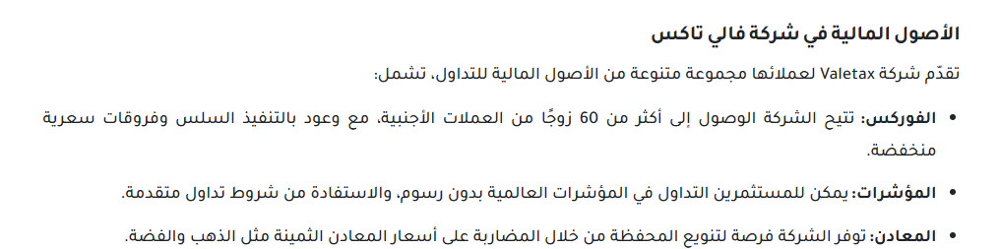 الأصول المالية في شركة فالي تاكس
تقدّم شركة Valetax لعملائها مجموعة متنوعة من الأصول المالية للتداول، تشمل:
• الفوركس: تتيح الشركة الوصول إلى أكثر من 60 زوجًا من العملات الأجنبية، مع وعود بالتنفيذ السلس وفروقات سعرية
منخفضة.
• المؤشرات: يمكن للمستثمرين التداول في المؤشرات العالمية بدون رسوم، والاستفادة من شروط تداول متقدمة.
• المعادن: توفر الشركة فرصة لتنويع المحفظة من خلال المضاربة على أسعار المعادن الثمينة مثل الذهب والفضة.